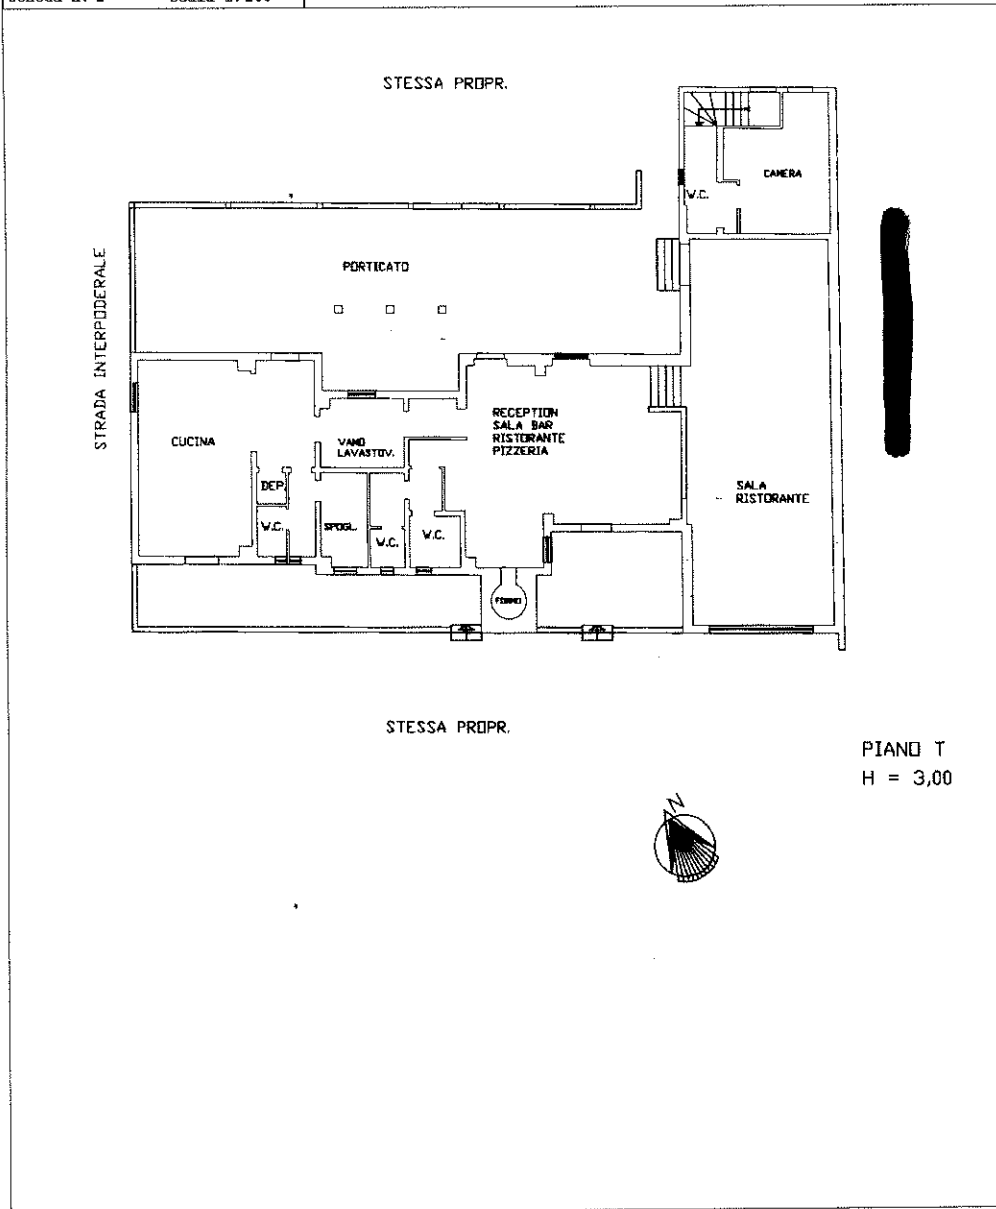 STESSA PROPR.
CAMERA
W.C.
STRADA INTERPODERALE
PORTICATO
RECEPTION
SALA BAR
RISTORANTE
PIZZERIA
CUCINA
VANO
LAVASTOV.
DEP.
SALA
RISTORANTE
W.C.
SPOGL.
W.C.
W.C.
FORNO
STESSA PROPR.
PIANO T
H = 3,00
N